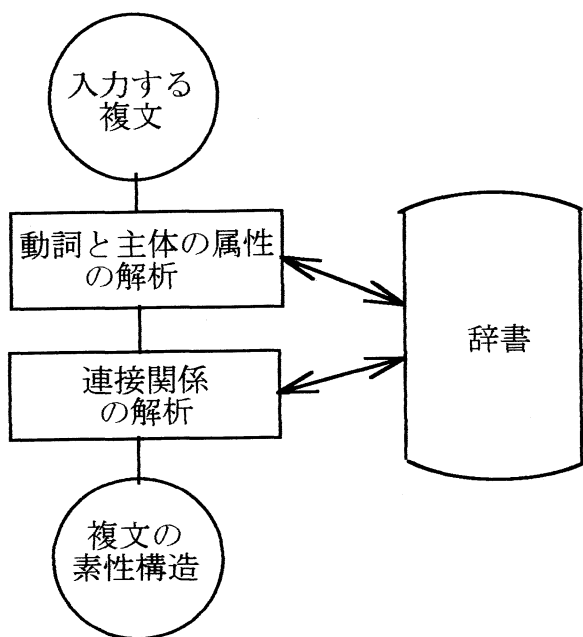 入力する
複文
動詞と主体の属性
の解析
辞書
連接関係
の解析
複文の
素性構造